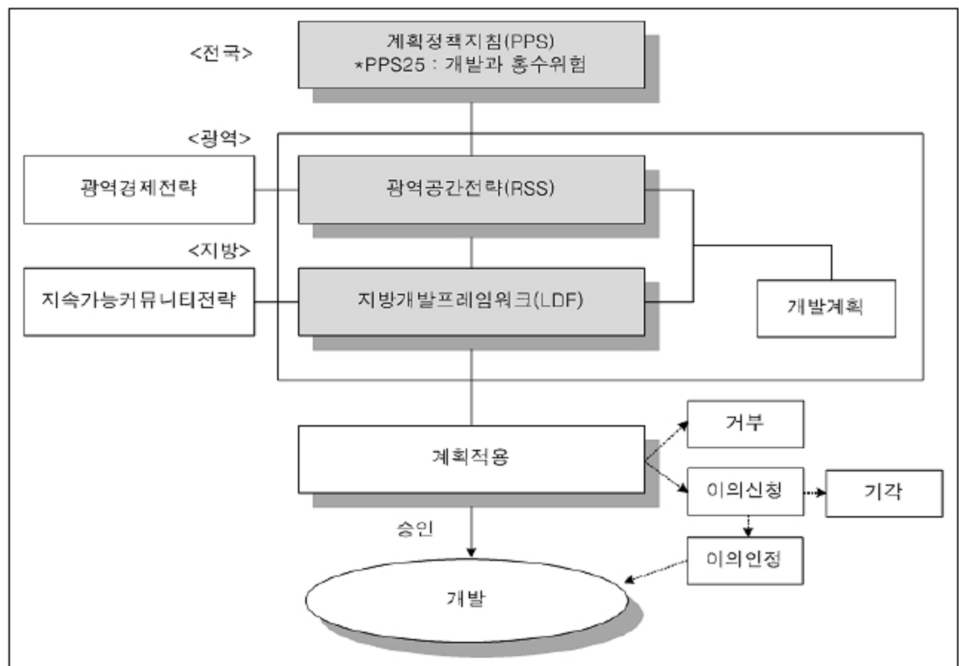 <전국>
계획정책지침(PPS)
*PPS25 : 개발과 홍수위험
<광역>
광역경제전략
광역공간전략(RSS)
<지방>
지속가능커뮤니티전략
지방개발프레임워크(LDF)
개발계획
계획적용
거부
이의신청
기각
승인
이의인정
개발